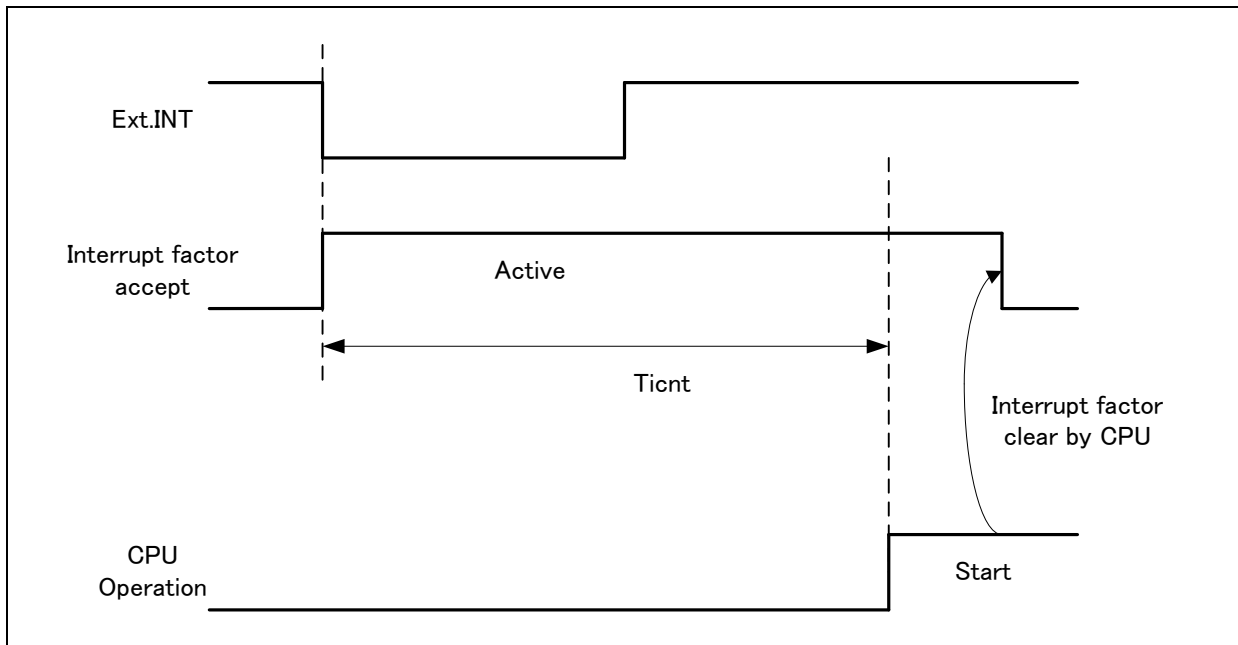 Ext.INT
Interrupt factor
accept
Active
Ticnt
Interrupt factor
clear by CPU
CPU
Operation
Start